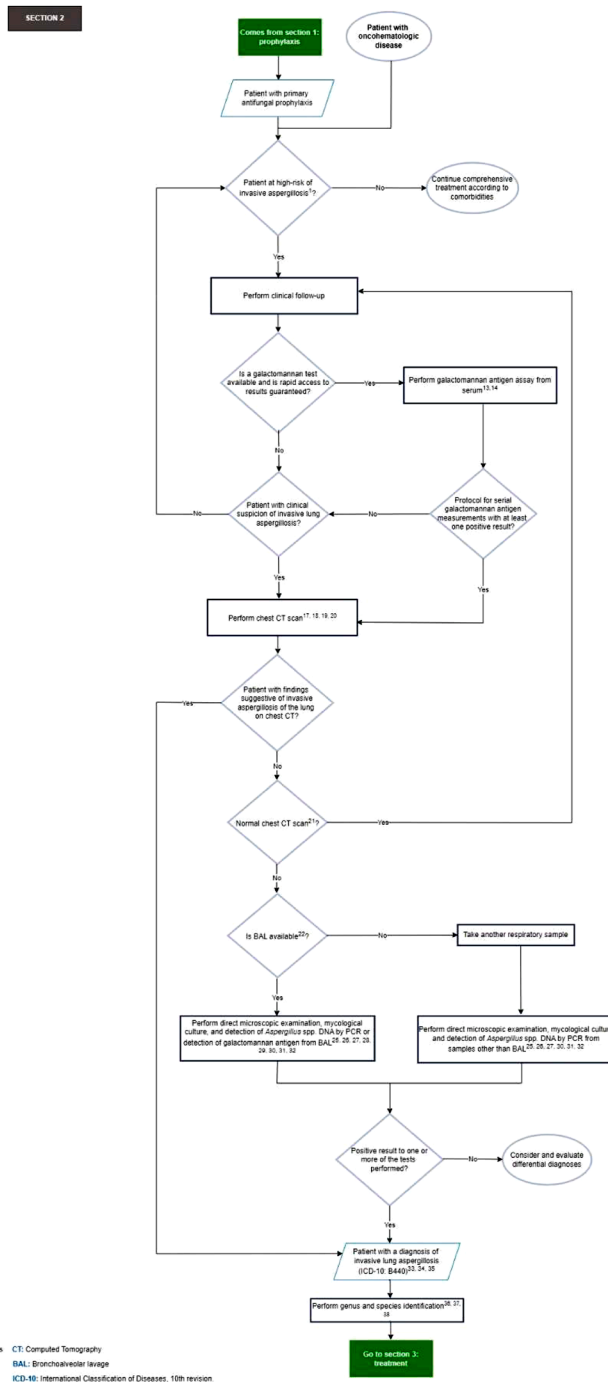 SECTION 2
Comes from section 1:
prophylaxis
Patient with
oncohematologic
disease
Patient with primary
antifungal prophylaxis
Patient at high-risk of
invasive aspergillosis¹?
No
Continue comprehensive
treatment according to
comorbidities
Yes
Perform clinical follow-up
Is a galactomannan test
available and is rapid access to
results guaranteed?
Yes
Perform galactomannan antigen assay from
serum¹³,¹⁴
No
Patient with clinical
suspicion of invasive lung
aspergillosis?
No
No
Protocol for serial
galactomannan antigen
measurements with at least
one positive result?
Yes
Yes
Perform chest CT scan¹⁷, ¹⁸, ¹⁹, ²⁰
Patient with findings
suggestive of invasive
aspergillosis of the lung
on chest CT?
Yes
No
Normal chest CT scan²¹?
Yes
No
Is BAL available²²?
No
Take another respiratory sample
Yes
Perform direct microscopic examination, mycological
culture, and detection of Aspergillus spp. DNA by PCR or
detection of galactomannan antigen from BAL²⁵, ²⁶, ²⁷, ²⁸,
²⁹, ³⁰, ³¹, ³²
Perform direct microscopic examination, mycological culture
and detection of Aspergillus spp. DNA by PCR from
samples other than BAL²⁵, ²⁶, ²⁷, ³⁰, ³¹, ³²
Positive result to one or
more of the tests
performed?
No
Consider and evaluate
differential diagnoses
Yes
Patient with a diagnosis of
invasive lung aspergillosis
(ICD-10: B440)³³, ³⁴, ³⁵
Perform genus and species identification³⁶, ³⁷,
³⁸
Go to section 3:
treatment
s CT: Computed Tomography
BAL: Bronchoalveolar lavage
ICD-10: International Classification of Diseases, 10th revision.